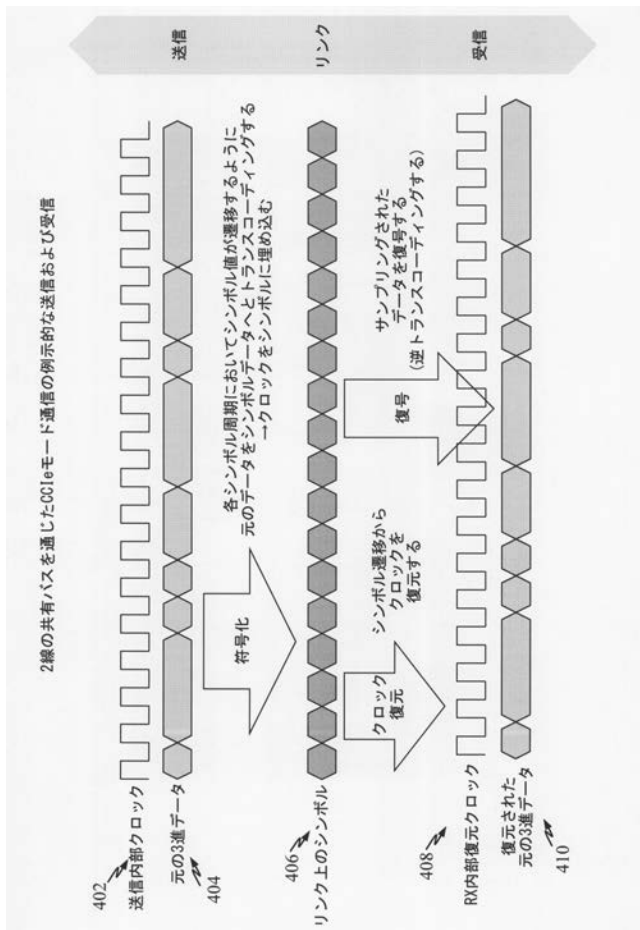 2線の共有バスを通じたCCIeモード通信の例示的な送信および受信
402
送信内部クロック
元の3進データ
404
符号化
各シンボル周期においてシンボル値が遷移するように
元のデータをシンボルデータへとトランスコーディングする
→クロックをシンボルに埋め込む
送信
406
リンク上のシンボル
リンク
クロック
復元
シンボル遷移から
クロックを
復元する
復号
サンプリングされた
データを復号する
(逆トランスコーディングする)
受信
408
RX内部復元クロック
復元された
元の3進データ
410